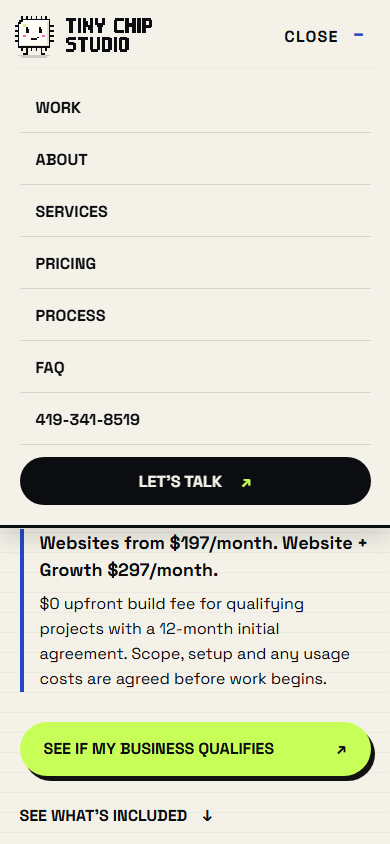 TINY CHIP
STUDIO
CLOSE
WORK
ABOUT
SERVICES
PRICING
PROCESS
FAQ
419-341-8519
LET'S TALK ↗
Websites from $197/month. Website +
Growth $297/month.
$0 upfront build fee for qualifying
projects with a 12-month initial
agreement. Scope, setup and any usage
costs are agreed before work begins.
SEE IF MY BUSINESS QUALIFIES ↗
SEE WHAT'S INCLUDED ↓